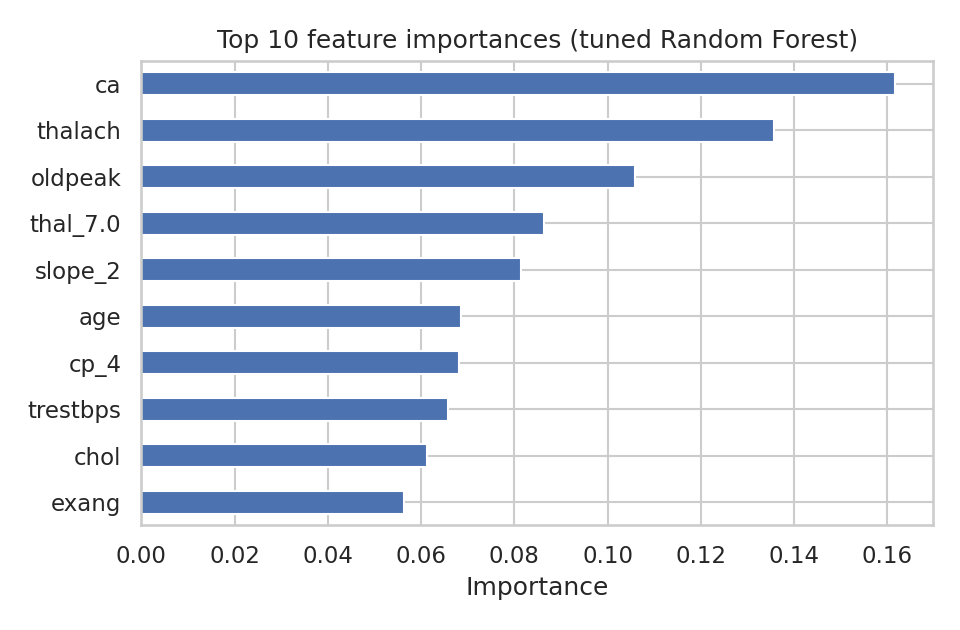 Top 10 feature importances (tuned Random Forest)
ca
thalach
oldpeak
thal_7.0
slope_2
age
cp_4
trestbps
chol
exang
0.00 0.02 0.04 0.06 0.08 0.10 0.12 0.14 0.16
Importance